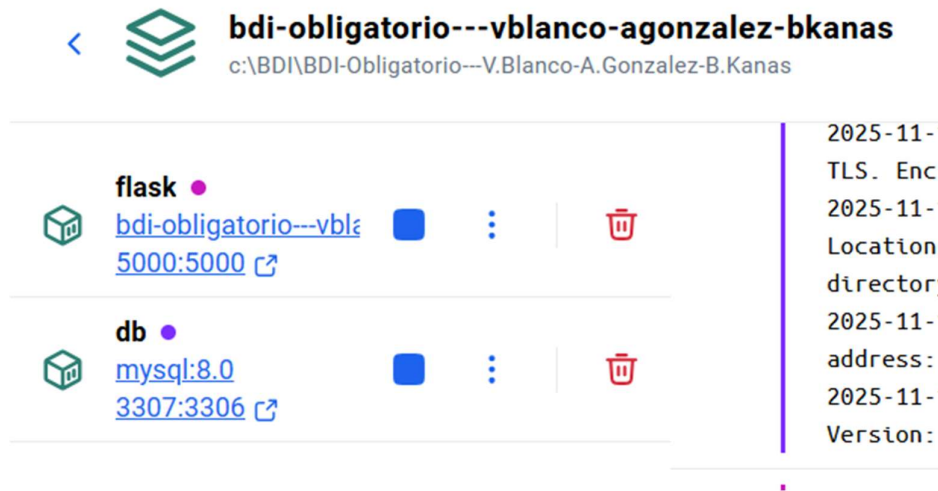 bdi-obligatorio---vblanco-agonzalez-bkanas
c:\BDI\BDI-Obligatorio---V.Blanco-A.Gonzalez-B.Kanas
flask
bdi-obligatorio---vbla
5000:5000
db
mysql:8.0
3307:3306
2025-11-
TLS. Enc
2025-11-
Location
directory
2025-11-
address:
2025-11-
Version: